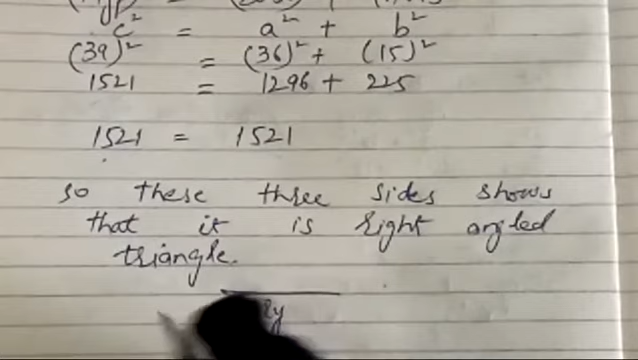 c² = a² + b²
(39)² = (36)² + (15)²
1521 = 1296 + 225
1521 = 1521
so these three sides shows
that it is right angled
triangle.